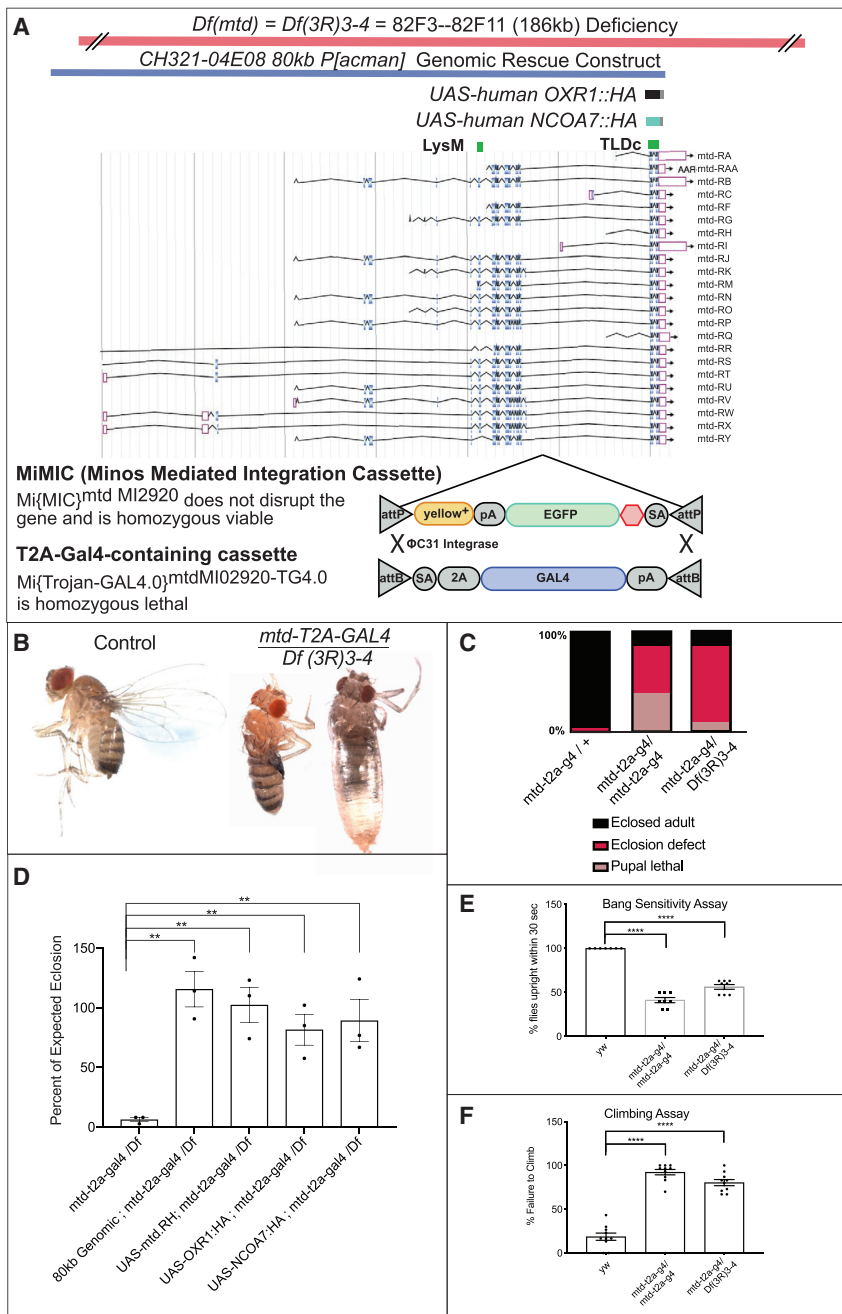 A
Df(mtd) = Df(3R)3-4 = 82F3--82F11 (186kb) Deficiency
CH321-04E08 80kb P[acman] Genomic Rescue Construct
UAS-human OXR1::HA
UAS-human NCOA7::HA
LysM
TLDc
mtd-RA
mtd-RAA
mtd-RB
mtd-RC
mtd-RF
mtd-RG
mtd-RH
mtd-RI
mtd-RJ
mtd-RK
mtd-RM
mtd-RN
mtd-RO
mtd-RP
mtd-RQ
mtd-RR
mtd-RS
mtd-RT
mtd-RU
mtd-RV
mtd-RW
mtd-RX
mtd-RY
MiMIC (Minos Mediated Integration Cassette)
Mi{MIC}mtd MI2920 does not disrupt the
gene and is homozygous viable
T2A-Gal4-containing cassette
Mi{Trojan-GAL4.0}mtdMI02920-TG4.0
is homozygous lethal
attP yellow+ pA EGFP SA attP
ΦC31 Integrase
attB SA 2A GAL4 pA attB
B
Control
mtd-T2A-GAL4
Df (3R)3-4
C
100%
0%
mtd-t2a-g4 / +
mtd-t2a-g4/
mtd-t2a-g4
mtd-t2a-g4/
Df(3R)3-4
Eclosed adult
Eclosion defect
Pupal lethal
D
**
**
**
**
Percent of Expected Eclosion
150
100
50
0
mtd-t2a-gal4 /Df
80kb Genomic ; mtd-t2a-gal4 /Df
UAS-mtd.RH; mtd-t2a-gal4 /Df
UAS-OXR1:HA ; mtd-t2a-gal4 /Df
UAS-NCOA7:HA ; mtd-t2a-gal4 /Df
E
Bang Sensitivity Assay
****
****
% flies upright within 30 sec
150
100
50
0
yw
mtd-t2a-g4/
mtd-t2a-g4
mtd-t2a-g4/
Df(3R)3-4
F
Climbing Assay
****
****
% Failure to Climb
150
100
50
0
yw
mtd-t2a-g4/
mtd-t2a-g4
mtd-t2a-g4/
Df(3R)3-4